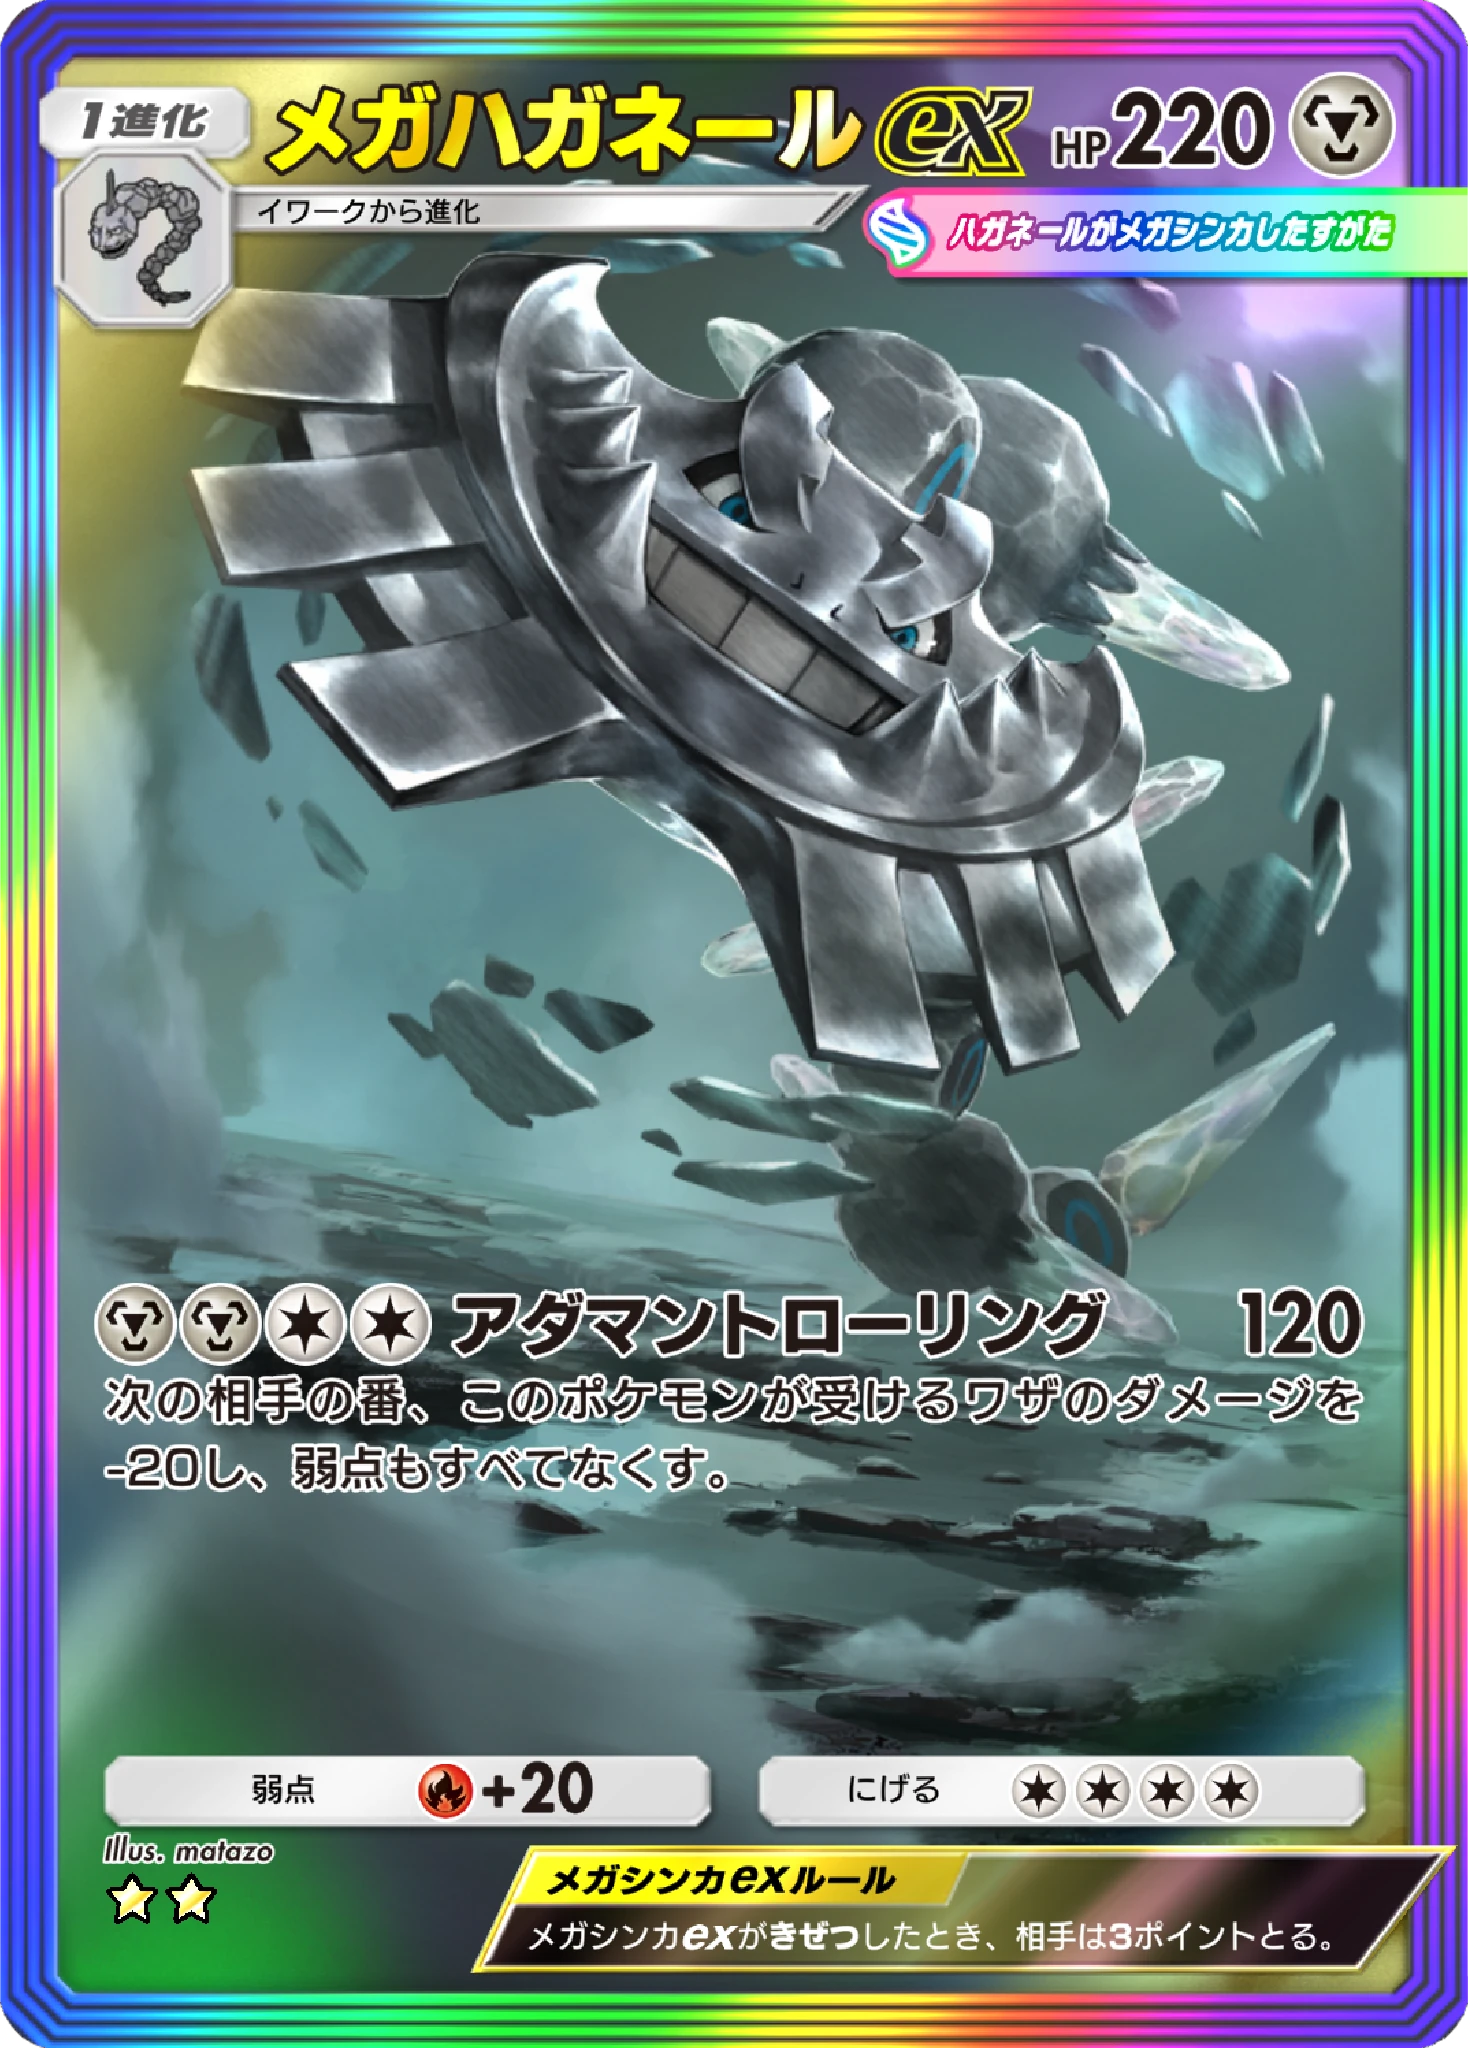 1進化
メガハガネールex HP220
イワークから進化
ハガネールがメガシンカしたすがた
アダマントローリング 120
次の相手の番、このポケモンが受けるワザのダメージを
-20し、弱点もすべてなくす。
弱点 +20
にげる
Illus. matazo
メガシンカexルール
メガシンカexがきぜつしたとき、相手は3ポイントとる。